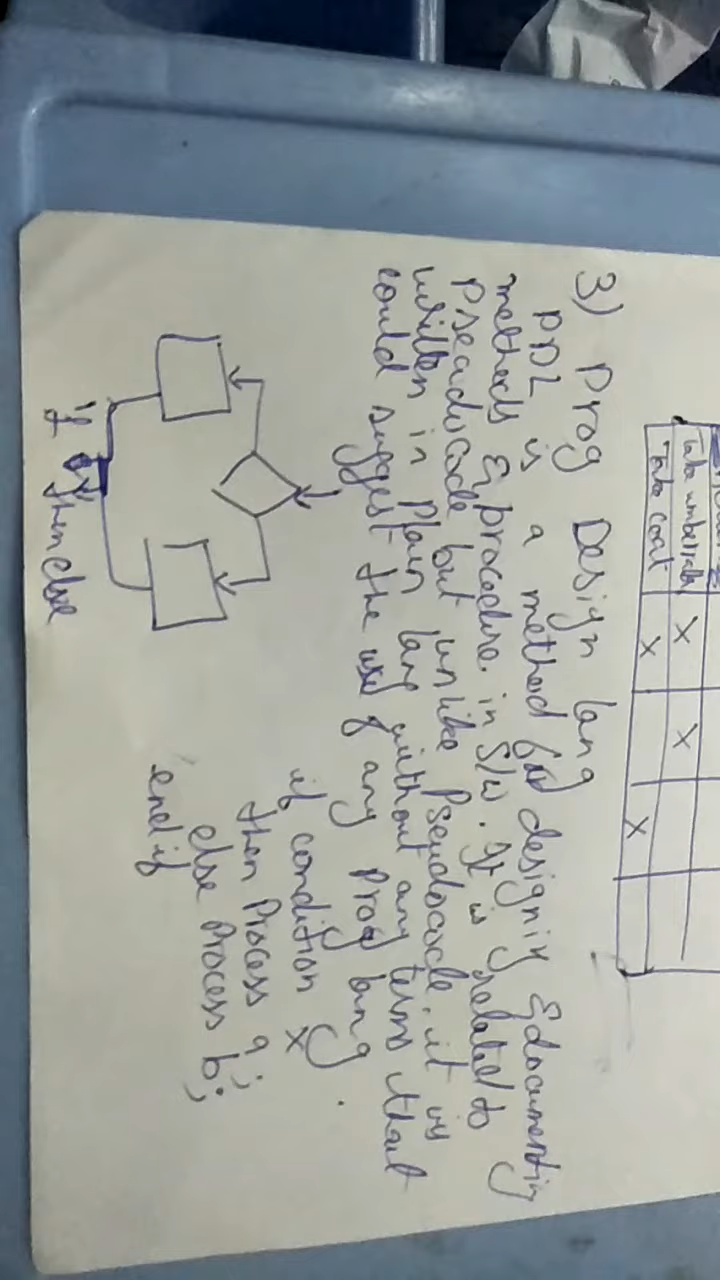 Take umbrella X X
Take coat X X
3) Prog Design lang
PDL is a method for designing & documenting
methods & procedure in S/W. It is related to
Pseudocode but unlike Pseudocode, it is
written in Plain lang without any terms that
could suggest the use of any Prog lang.
if condition x
then Process a;
else Process b;
endif
if then else